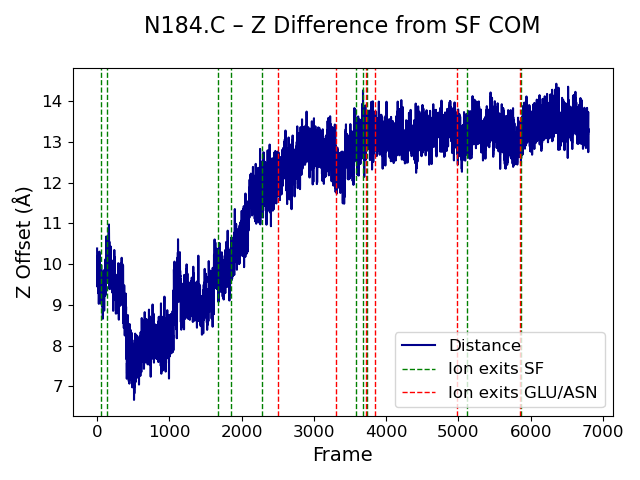 N184.C – Z Difference from SF COM
Z Offset (Å)
14
13
12
11
10
9
8
7
0
1000
2000
3000
4000
5000
6000
7000
Frame
Distance
Ion exits SF
Ion exits GLU/ASN